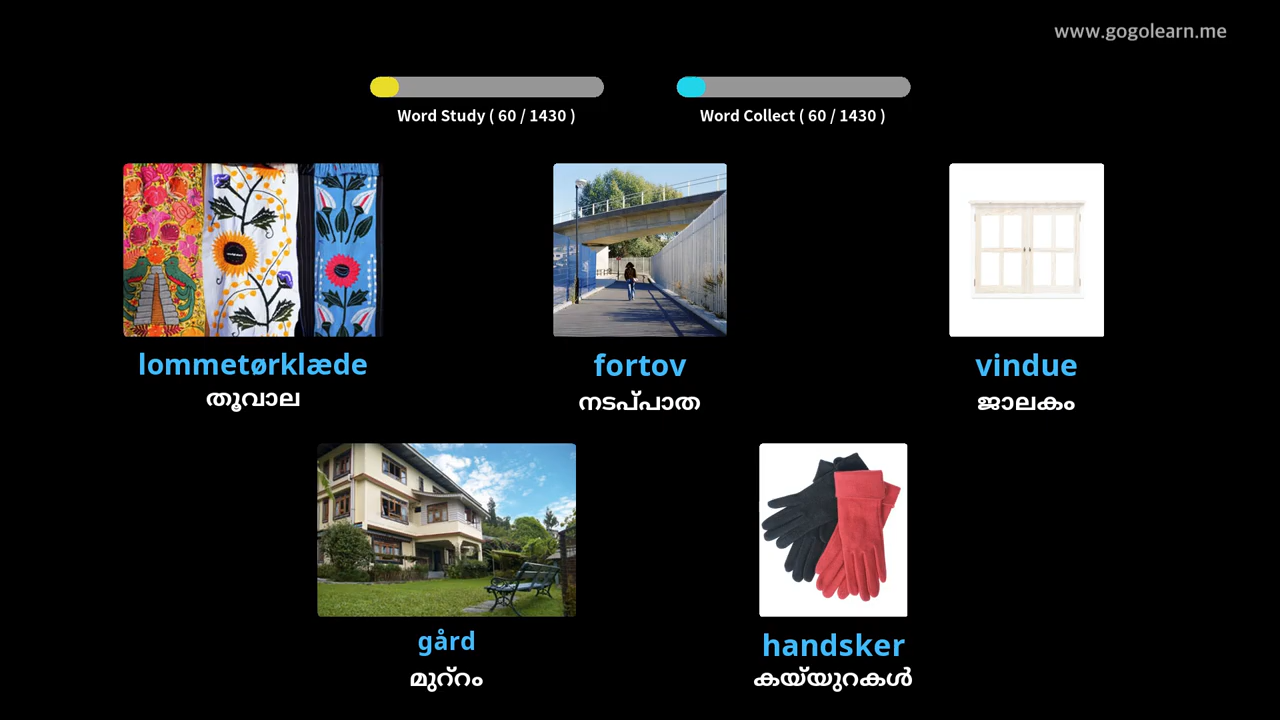 www.gogolearn.me
Word Study ( 60 / 1430 )
Word Collect ( 60 / 1430 )
lommetørklæde
തൂവാല
fortov
നടപ്പാത
vindue
ജാലകം
gård
മുറ്റം
handsker
കയ്യുറകൾ